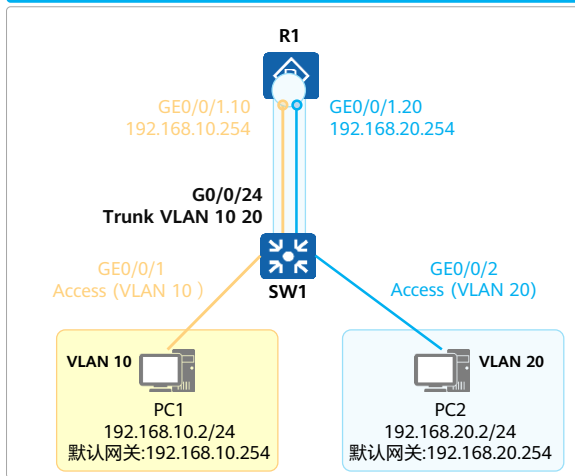 R1
GE0/0/1.10
192.168.10.254
GE0/0/1.20
192.168.20.254
G0/0/24
Trunk VLAN 10 20
SW1
GE0/0/1
Access (VLAN 10 )
GE0/0/2
Access (VLAN 20)
VLAN 10
PC1
192.168.10.2/24
默认网关:192.168.10.254
VLAN 20
PC2
192.168.20.2/24
默认网关:192.168.20.254